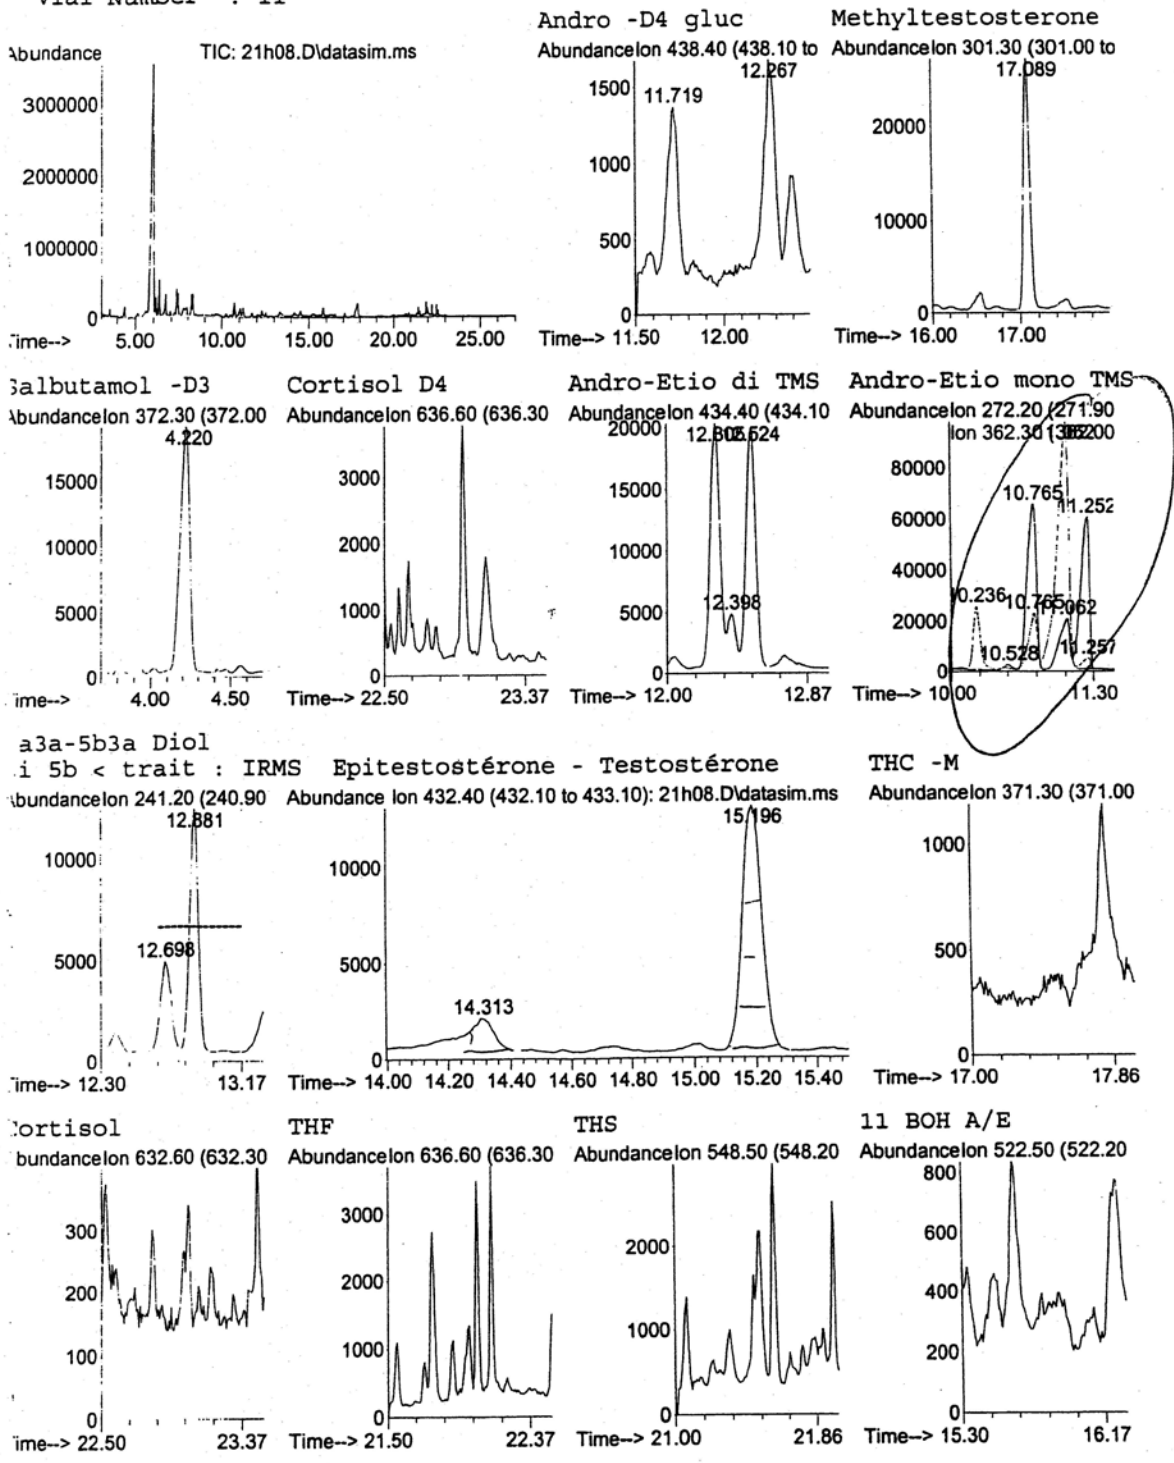 Vial Number : 11
Andro -D4 gluc
Methyltestosterone
Abundance
TIC: 21h08.D\datasim.ms
Abundance Ion 438.40 (438.10 to
Abundance Ion 301.30 (301.00 to
3000000
2000000
1000000
0
5.00 10.00 15.00 20.00 25.00
11.719
12.267
1500
1000
500
0
Time--> 11.50 12.00
17.089
20000
10000
0
Time--> 16.00 17.00
Salbutamol -D3
Abundance Ion 372.30 (372.00
4.220
15000
10000
5000
0
4.00 4.50
Cortisol D4
Abundance Ion 636.60 (636.30
3000
2000
1000
0
Time--> 22.50 23.37
Andro-Etio di TMS
Abundance Ion 434.40 (434.10
20000
12.624
12.398
15000
10000
5000
0
Time--> 12.00 12.87
Andro-Etio mono TMS
Abundance Ion 272.20 (271.90
Ion 362.30
80000
60000
40000
20000
0
10.765
1.252
10.236
10.765
11.062
10.528
11.257
Time--> 10.00 11.30
a3a-5b3a Diol
i 5b < trait : IRMS
Abundance Ion 241.20 (240.90
12.881
12.698
10000
5000
0
Time--> 12.30 13.17
Epitestostérone - Testostérone
Abundance Ion 432.40 (432.10 to 433.10): 21h08.D\datasim.ms
15.196
14.313
10000
5000
0
Time--> 14.00 14.20 14.40 14.60 14.80 15.00 15.20 15.40
THC -M
Abundance Ion 371.30 (371.00
1000
500
0
Time--> 17.00 17.86
Cortisol
Abundance Ion 632.60 (632.30
300
200
100
0
Time--> 22.50 23.37
THF
Abundance Ion 636.60 (636.30
3000
2000
1000
0
Time--> 21.50 22.37
THS
Abundance Ion 548.50 (548.20
2000
1000
0
Time--> 21.00 21.86
11 BOH A/E
Abundance Ion 522.50 (522.20
800
600
400
200
0
Time--> 15.30 16.17